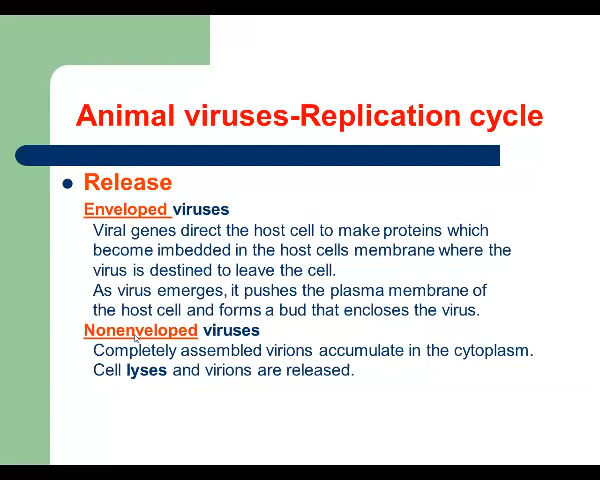 Animal viruses-Replication cycle
Release
Enveloped viruses
Viral genes direct the host cell to make proteins which
become imbedded in the host cells membrane where the
virus is destined to leave the cell.
As virus emerges, it pushes the plasma membrane of
the host cell and forms a bud that encloses the virus.
Nonenveloped viruses
Completely assembled virions accumulate in the cytoplasm.
Cell lyses and virions are released.